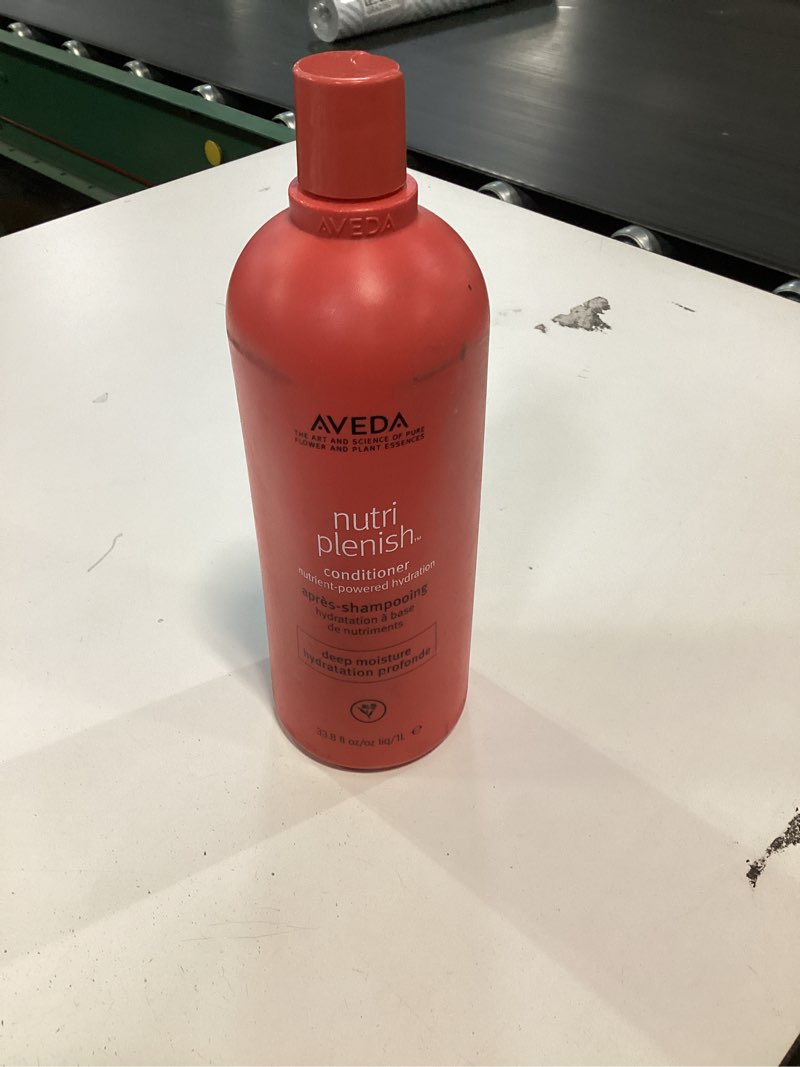 AVEDA
AVEDA
THE ART AND SCIENCE OF PURE
FLOWER AND PLANT ESSENCES
nutri
plenish™
conditioner
nutrient-powered hydration
après-shampooing
hydratation à base
de nutriments
deep moisture
hydratation profonde
33.8 fl oz/oz liq/1L ℮